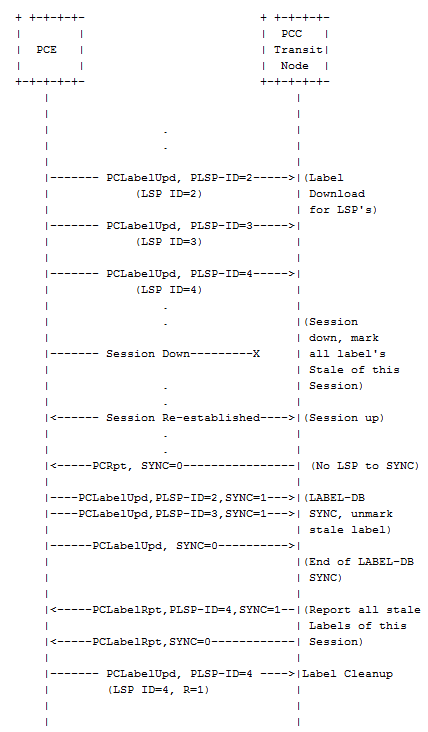 + +-+-+-+-                     + +-+-+-+-
|        |                     |  PCC   |
|  PCE   |                     | Transit|
|        |                     |  Node  |
+-+-+-+-+-                     +-+-+-+-+-
|                              |
|                              |
|              .               |
|              .               |
|                              |
|------- PCLabelUpd, PLSP-ID=2----->|(Label
|          (LSP ID=2)               | Download
|                                   | for LSP's)
|------- PCLabelUpd, PLSP-ID=3----->|
|          (LSP ID=3)               |
|                                   |
|------- PCLabelUpd, PLSP-ID=4----->|
|          (LSP ID=4)               |
|              .                    |
|              .                    |(Session
|                                   | down, mark
|------- Session Down---------X     | all label's
|                                   | Stale of this
|              .                    | Session)
|              .                    |
|<------ Session Re-established---->|(Session up)
|              .                    |
|              .                    |
|<-----PCRpt, SYNC=0----------------| (No LSP to SYNC)
|                                   |
|----PCLabelUpd,PLSP-ID=2,SYNC=1--->|(LABEL-DB
|----PCLabelUpd,PLSP-ID=3,SYNC=1--->| SYNC, unmark
|                                   | stale label)
|-----PCLabelUpd, SYNC=0----------->|
|                                   |(End of LABEL-DB
|                                   | SYNC)
|                                   |
|<-----PCLabelRpt,PLSP-ID=4,SYNC=1--|(Report all stale
|                                   | Labels of this
|<-----PCLabelRpt,SYNC=0------------| Session)
|                                   |
|------- PCLabelUpd, PLSP-ID=4 ---->|Label Cleanup
|       (LSP ID=4, R=1)             |
|                                   |
|                                   |